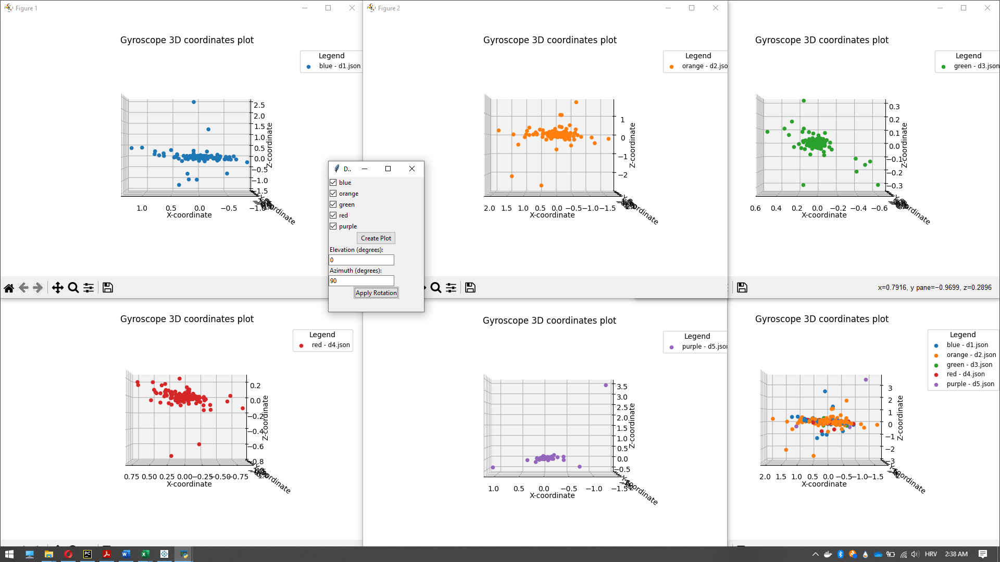 Figure 1
Gyroscope 3D coordinates plot
Legend
blue - d1.json
2.5
2.0
1.5
1.0
0.5
0.0
−0.5
−1.0
−1.5
Z-coordinate
1.0 0.5 0.0 −0.5 −1.0
X-coordinate
Figure 2
Gyroscope 3D coordinates plot
Legend
orange - d2.jso
1
0
−1
−2
Z-coordinate
2.0 1.5 1.0 0.5 0.0 −0.5 −1.0 −1.5
X-coordinate
Gyroscope 3D coordinates plot
Legend
green - d3.json
0.3
0.2
0.1
0.0
−0.1
−0.2
−0.3
Z-coordinate
0.6 0.4 0.2 0.0 −0.2 −0.4 −0.6
X-coordinate
x=0.7916, y pane=−0.9699, z=0.2896
D..
blue
orange
green
red
purple
Create Plot
Elevation (degrees):
0
Azimuth (degrees):
90
Apply Rotation
Gyroscope 3D coordinates plot
Legend
red - d4.json
0.2
0.0
−0.2
−0.4
−0.6
−0.8
Z-coordinate
0.75 0.50 0.25 0.00 −0.25 −0.50 −0.75
X-coordinate
Y-coordinate
Gyroscope 3D coordinates plot
Legend
purple - d5.jsor
3.5
3.0
2.5
2.0
1.5
1.0
0.5
0.0
−0.5
Z-coordinate
1.0 0.5 0.0 −0.5 −1.0 −1.5
X-coordinate
Y-coordinate
Gyroscope 3D coordinates plot
Legend
blue - d1.json
orange - d2.json
green - d3.json
red - d4.json
purple - d5.json
3
2
1
0
−1
−2
−3
Z-coordinate
2.0 1.5 1.0 0.5 0.0 −0.5 −1.0 −1.5
X-coordinate
Y-coordinate
HRV 2:38 AM